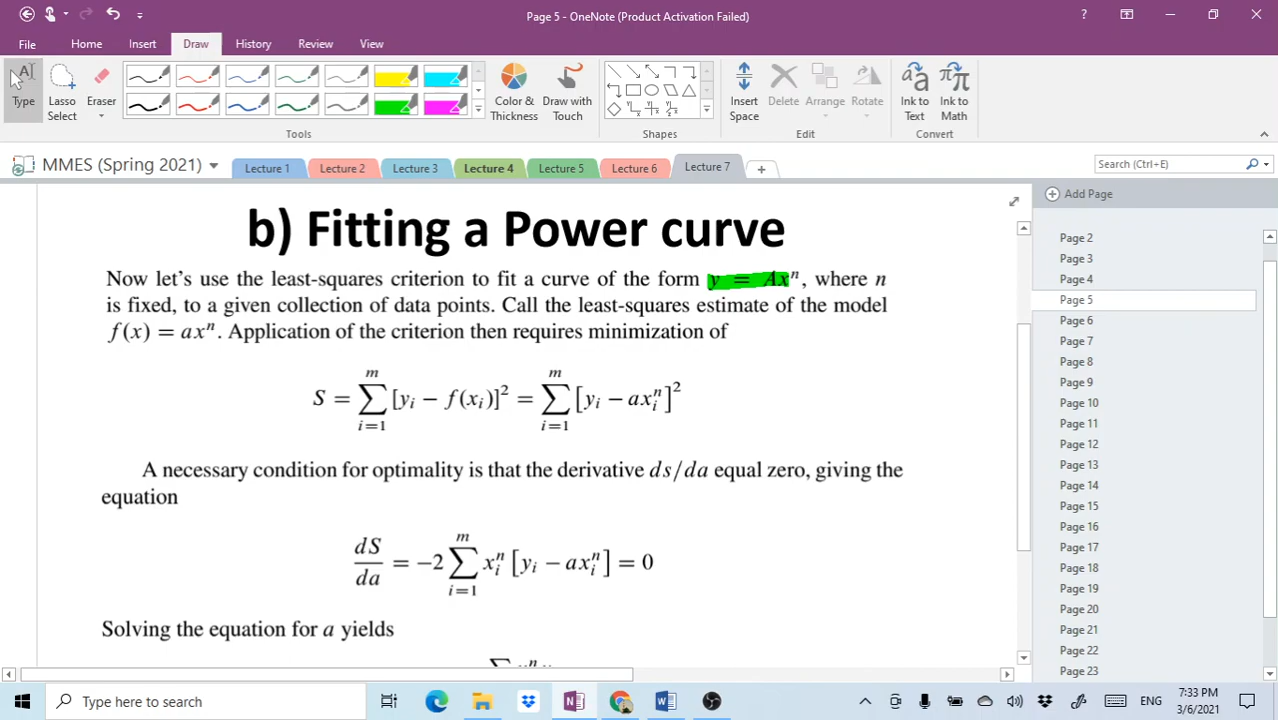 Page 5 - OneNote (Product Activation Failed)
File Home Insert Draw History Review View
Type Lasso Select Eraser Color & Thickness Draw with Touch Insert Space Delete Arrange Rotate Ink to Text Ink to Math
Tools Shapes Edit Convert
MMES (Spring 2021) Lecture 1 Lecture 2 Lecture 3 Lecture 4 Lecture 5 Lecture 6 Lecture 7 Search (Ctrl+E)
b) Fitting a Power curve
Now let's use the least-squares criterion to fit a curve of the form y = Ax^n, where n
is fixed, to a given collection of data points. Call the least-squares estimate of the model
f(x) = ax^n. Application of the criterion then requires minimization of
S = ∑_{i=1}^{m} [y_i − f(x_i)]^2 = ∑_{i=1}^{m} [y_i − ax_i^n]^2
A necessary condition for optimality is that the derivative ds/da equal zero, giving the
equation
dS/da = −2 ∑_{i=1}^{m} x_i^n [y_i − ax_i^n] = 0
Solving the equation for a yields
Add Page
Page 2
Page 3
Page 4
Page 5
Page 6
Page 7
Page 8
Page 9
Page 10
Page 11
Page 12
Page 13
Page 14
Page 15
Page 16
Page 17
Page 18
Page 19
Page 20
Page 21
Page 22
Page 23
Type here to search
ENG
7:33 PM
3/6/2021